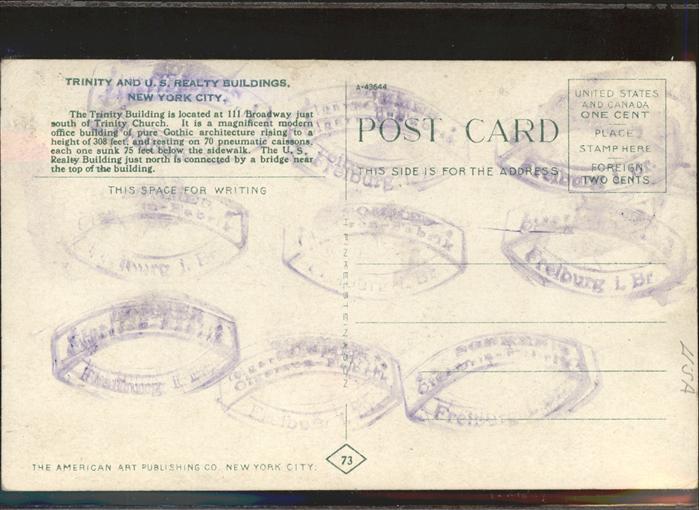 TRINITY AND U. S. REALTY BUILDINGS,
NEW YORK CITY.
The Trinity Building is located at 111 Broadway just
south of Trinity Church. It is a magnificent modern
office building of pure Gothic architecture rising to a
height of 308 feet, and resting on 70 pneumatic caissons,
each one sunk 75 feet below the sidewalk. The U. S.
Realey Building just north is connected by a bridge near
the top of the building.
THIS SPACE FOR WRITING
A-43644
POST CARD
THIS SIDE IS FOR THE ADDRESS
UNITED STATES
AND CANADA
ONE CENT
PLACE
STAMP HERE
FOREIGN
TWO CENTS
Freiburg i. Br.
Freiburg i. Br
Freiburg
USA
THE AMERICAN ART PUBLISHING CO. NEW YORK CITY.
73